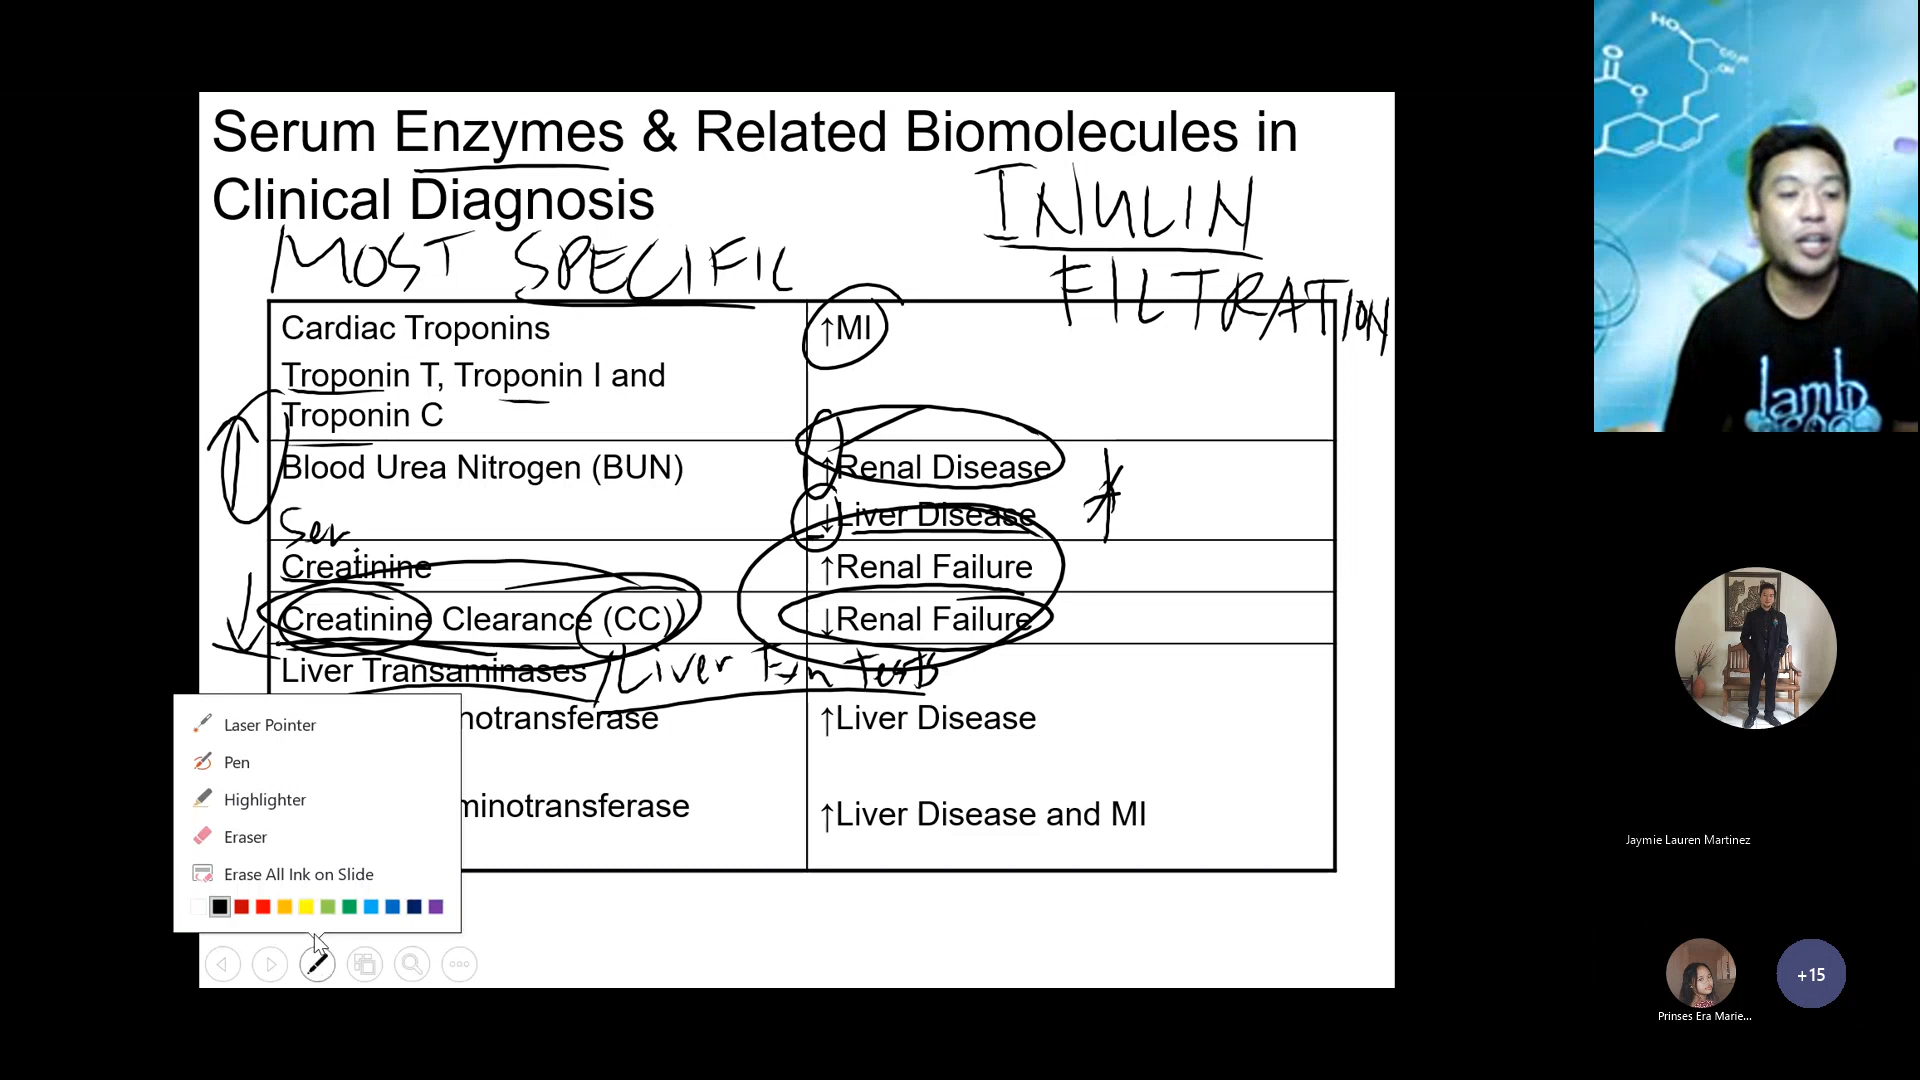 Serum Enzymes & Related Biomolecules in
Clinical Diagnosis
INULIN
MOST SPECIFIC
FILTRATION
Cardiac Troponins
↑MI
Troponin T, Troponin I and
Troponin C
Blood Urea Nitrogen (BUN)
↑Renal Disease
↓Liver Disease
Ser.
Creatinine
↑Renal Failure
Creatinine Clearance (CC)
↓Renal Failure
Liver Transaminases / Liver Fxn Tests
notransferase
↑Liver Disease
minotransferase
↑Liver Disease and MI
Laser Pointer
Pen
Highlighter
Eraser
Erase All Ink on Slide
HO
O
O
OH
lamb
Jaymie Lauren Martinez
+15
Prinses Era Marie...